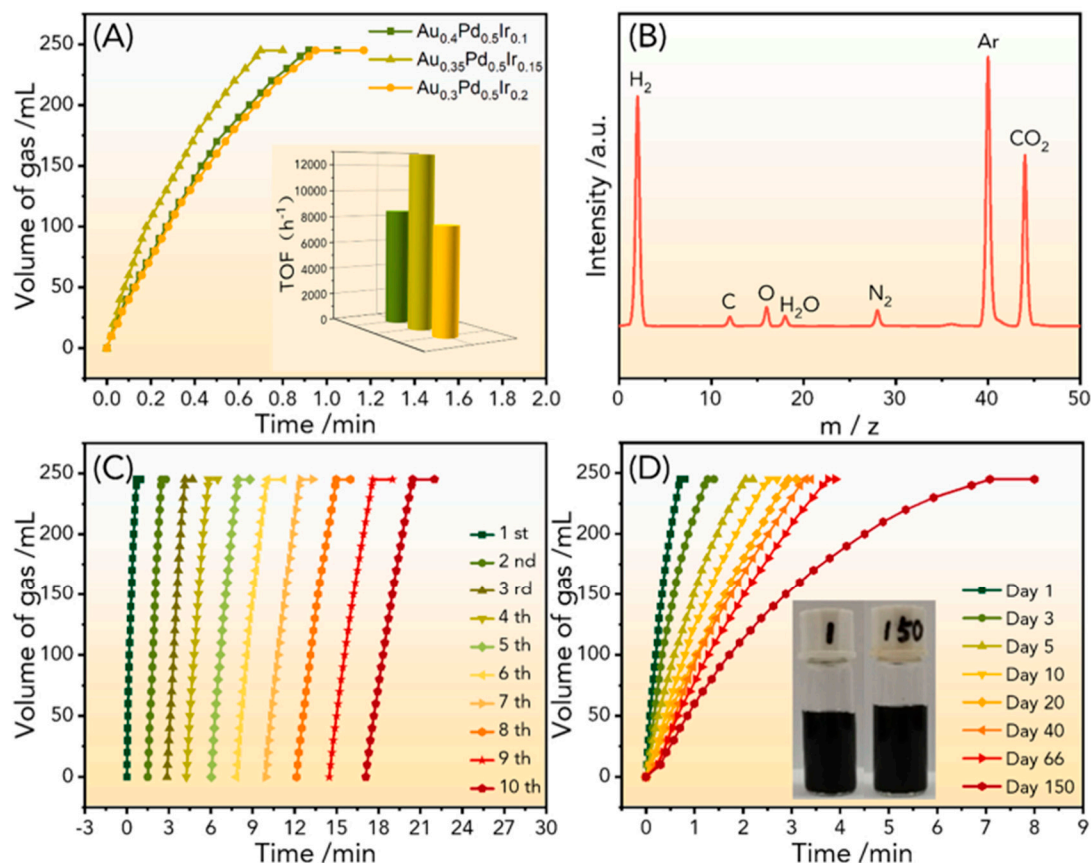 (A)
Au0.4Pd0.5Ir0.1
Au0.35Pd0.5Ir0.15
Au0.3Pd0.5Ir0.2
Volume of gas /mL
250
200
150
100
50
0
0.0 0.2 0.4 0.6 0.8 1.0 1.2 1.4 1.6 1.8 2.0
Time /min
TOF (h-1)
12000
10000
8000
6000
4000
2000
0
(B)
Intensity /a.u.
H2
C
O
H2O
N2
Ar
CO2
0 10 20 30 40 50
m / z
(C)
Volume of gas /mL
250
200
150
100
50
0
1 st
2 nd
3 rd
4 th
5 th
6 th
7 th
8 th
9 th
10 th
-3 0 3 6 9 12 15 18 21 24 27 30
Time /min
(D)
Volume of gas /mL
250
200
150
100
50
0
1
150
Day 1
Day 3
Day 5
Day 10
Day 20
Day 40
Day 66
Day 150
0 1 2 3 4 5 6 7 8 9
Time /min